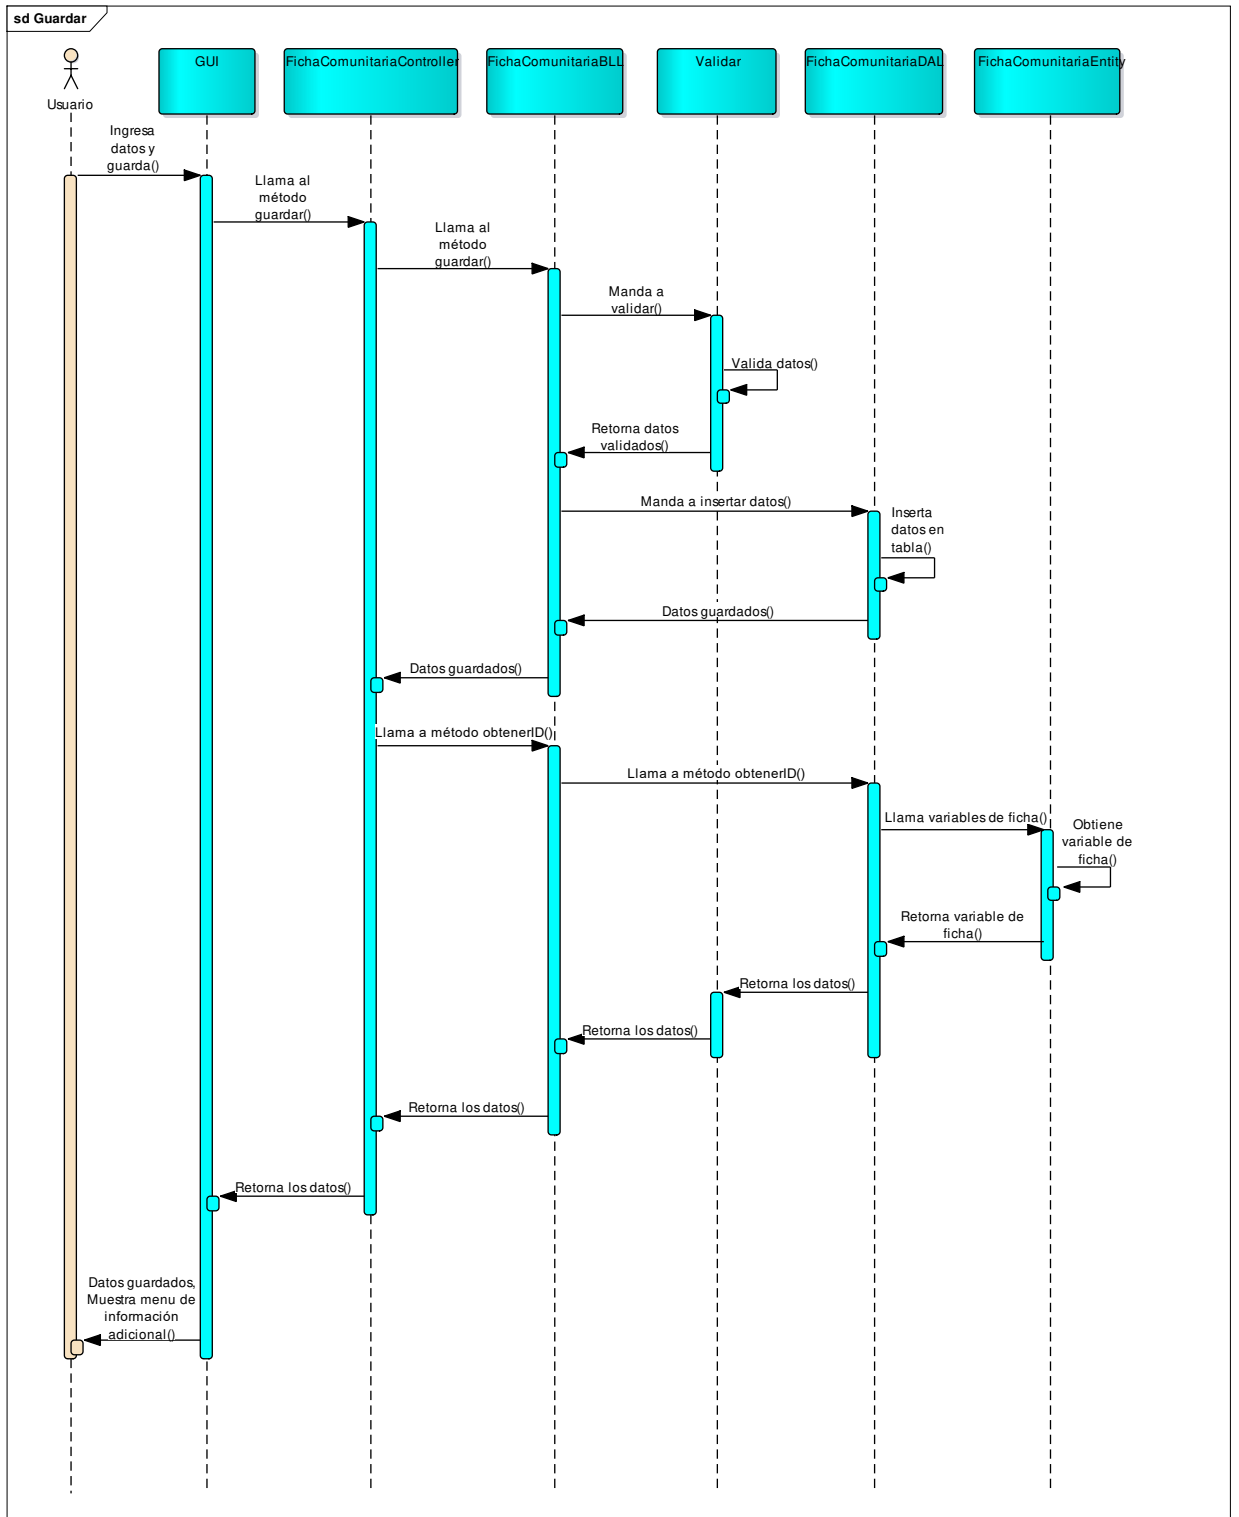 sd Guardar
Usuario
GUI
FichaComunitariaController
FichaComunitariaBLL
Validar
FichaComunitariaDAL
FichaComunitariaEntity
Ingresa
datos y
guarda()
Llama al
método
guardar()
Llama al
método
guardar()
Manda a
validar()
Valida datos()
Retorna datos
validados()
Manda a insertar datos()
Inserta
datos en
tabla()
Datos guardados()
Datos guardados()
Llama a método obtenerID()
Llama a método obtenerID()
Llama variables de ficha()
Obtiene
variable de
ficha()
Retorna variable de
ficha()
Retorna los datos()
Retorna los datos()
Retorna los datos()
Retorna los datos()
Datos guardados,
Muestra menu de
información
adicional()